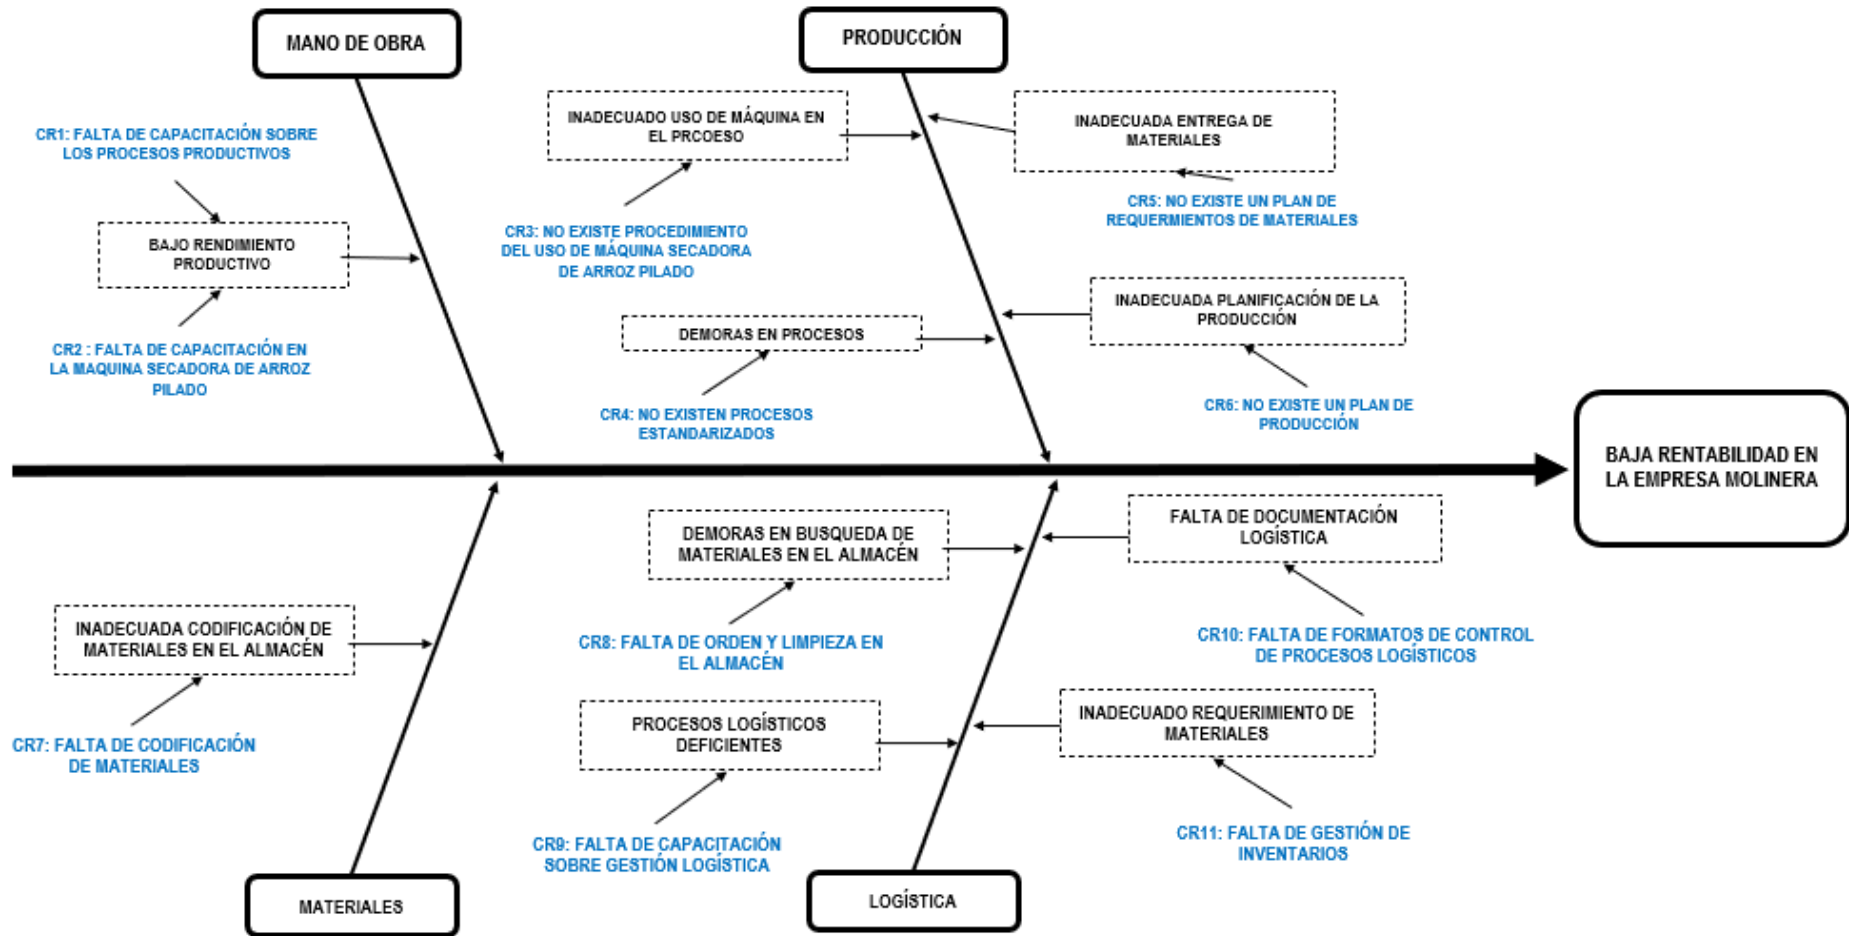 MANO DE OBRA
PRODUCCIÓN
CR1: FALTA DE CAPACITACIÓN SOBRE
LOS PROCESOS PRODUCTIVOS
BAJO RENDIMIENTO
PRODUCTIVO
CR2 : FALTA DE CAPACITACIÓN EN
LA MAQUINA SECADORA DE ARROZ
PILADO
INADECUADO USO DE MÁQUINA EN
EL PRCOESO
CR3: NO EXISTE PROCEDIMIENTO
DEL USO DE MÁQUINA SECADORA
DE ARROZ PILADO
DEMORAS EN PROCESOS
CR4: NO EXISTEN PROCESOS
ESTANDARIZADOS
INADECUADA ENTREGA DE
MATERIALES
CR5: NO EXISTE UN PLAN DE
REQUERMIENTOS DE MATERIALES
INADECUADA PLANIFICACIÓN DE LA
PRODUCCIÓN
CR6: NO EXISTE UN PLAN DE
PRODUCCIÓN
BAJA RENTABILIDAD EN
LA EMPRESA MOLINERA
INADECUADA CODIFICACIÓN DE
MATERIALES EN EL ALMACÉN
CR7: FALTA DE CODIFICACIÓN
DE MATERIALES
DEMORAS EN BUSQUEDA DE
MATERIALES EN EL ALMACÉN
CR8: FALTA DE ORDEN Y LIMPIEZA EN
EL ALMACÉN
PROCESOS LOGÍSTICOS
DEFICIENTES
CR9: FALTA DE CAPACITACIÓN
SOBRE GESTIÓN LOGÍSTICA
FALTA DE DOCUMENTACIÓN
LOGÍSTICA
CR10: FALTA DE FORMATOS DE CONTROL
DE PROCESOS LOGÍSTICOS
INADECUADO REQUERIMIENTO DE
MATERIALES
CR11: FALTA DE GESTIÓN DE
INVENTARIOS
MATERIALES
LOGÍSTICA